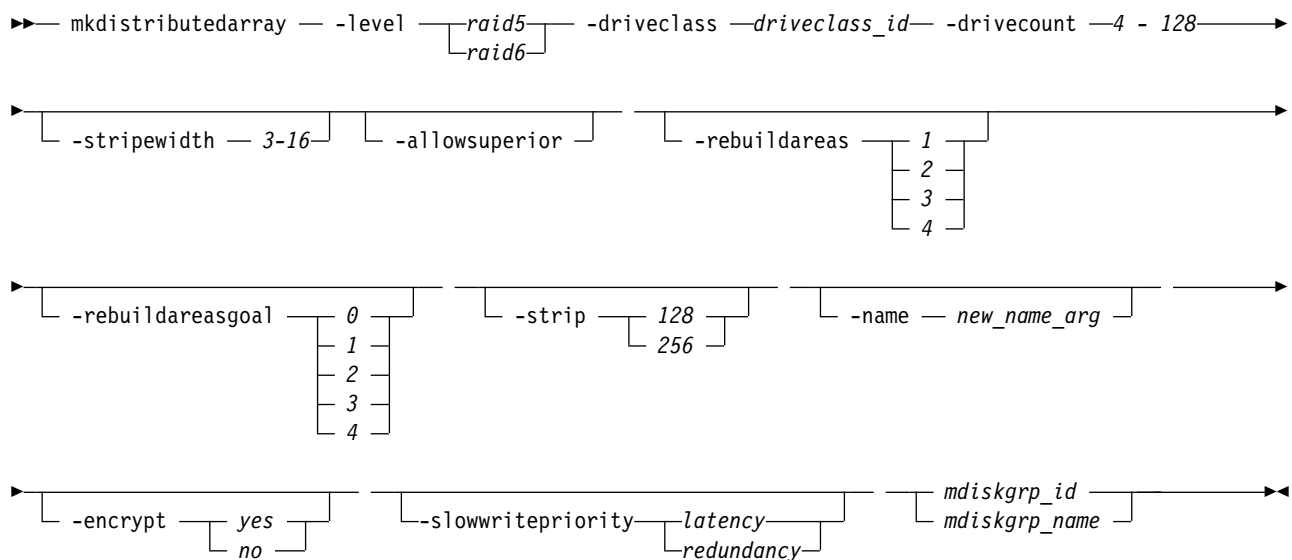 mkdistributedarray -level raid5 -driveclass driveclass_id -drivecount 4 - 128
raid6
-stripewidth 3-16 -allowsuperior -rebuildareas 1
2
3
4
-rebuildareasgoal 0 -strip 128 -name new_name_arg
1 256
2
3
4
mdiskgrp_id
-encrypt yes -slowwritepriority latency mdiskgrp_name
no redundancy